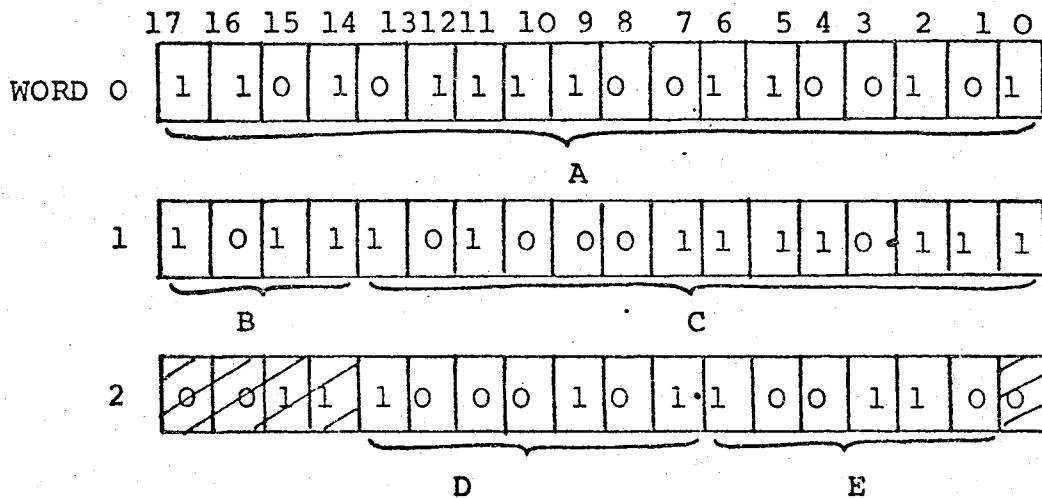 17 16 15 14 13 12 11 10 9 8 7 6 5 4 3 2 1 0
WORD 0 1 1 0 1 0 1 1 1 1 0 0 1 1 0 0 1 0 1
A
1 1 0 1 1 1 0 1 0 0 0 1 1 1 1 0 1 1 1
B C
2 0 0 1 1 1 0 0 0 1 0 1 1 0 0 1 1 0 0
D E